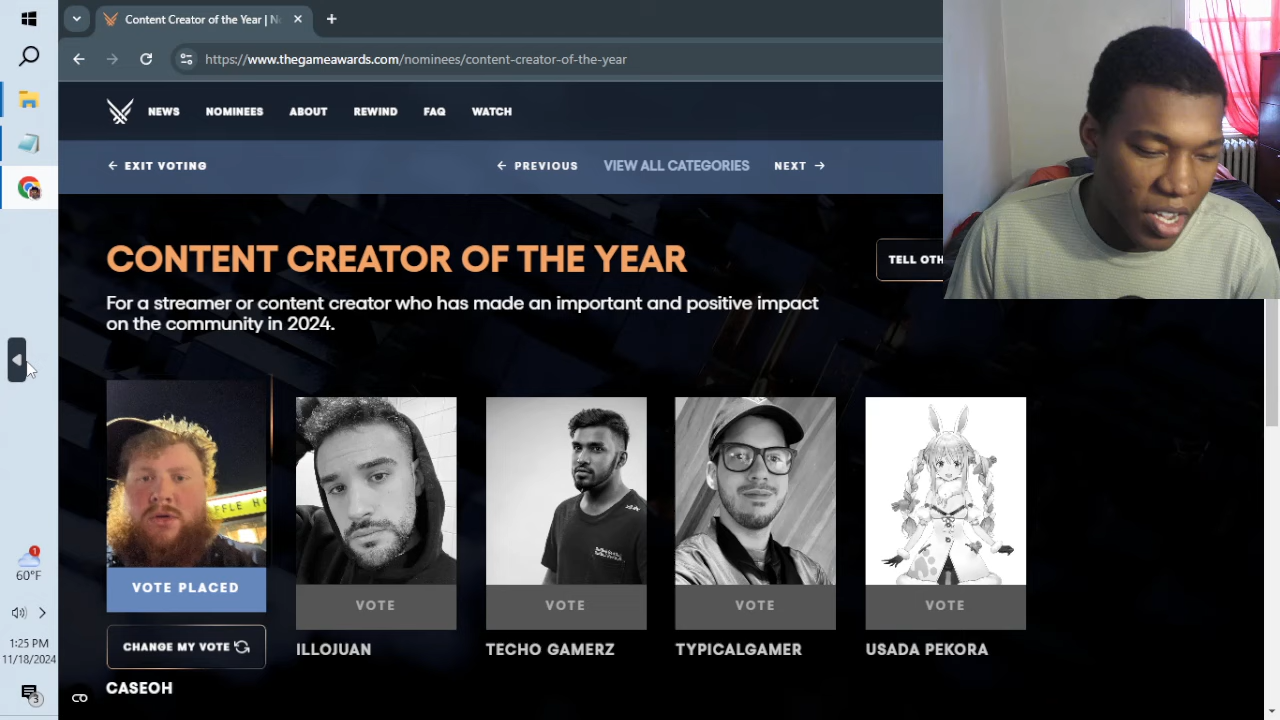 Content Creator of the Year | N
https://www.thegameawards.com/nominees/content-creator-of-the-year
NEWS NOMINEES ABOUT REWIND FAQ WATCH
← EXIT VOTING ← PREVIOUS VIEW ALL CATEGORIES NEXT →
CONTENT CREATOR OF THE YEAR
TELL OTH
For a streamer or content creator who has made an important and positive impact
on the community in 2024.
FFLE HO
VOTE PLACED
VOTE VOTE VOTE VOTE
CHANGE MY VOTE
ILLOJUAN TECHO GAMERZ TYPICALGAMER USADA PEKORA
CASEOH
1
60°F
1:25 PM
11/18/2024
3